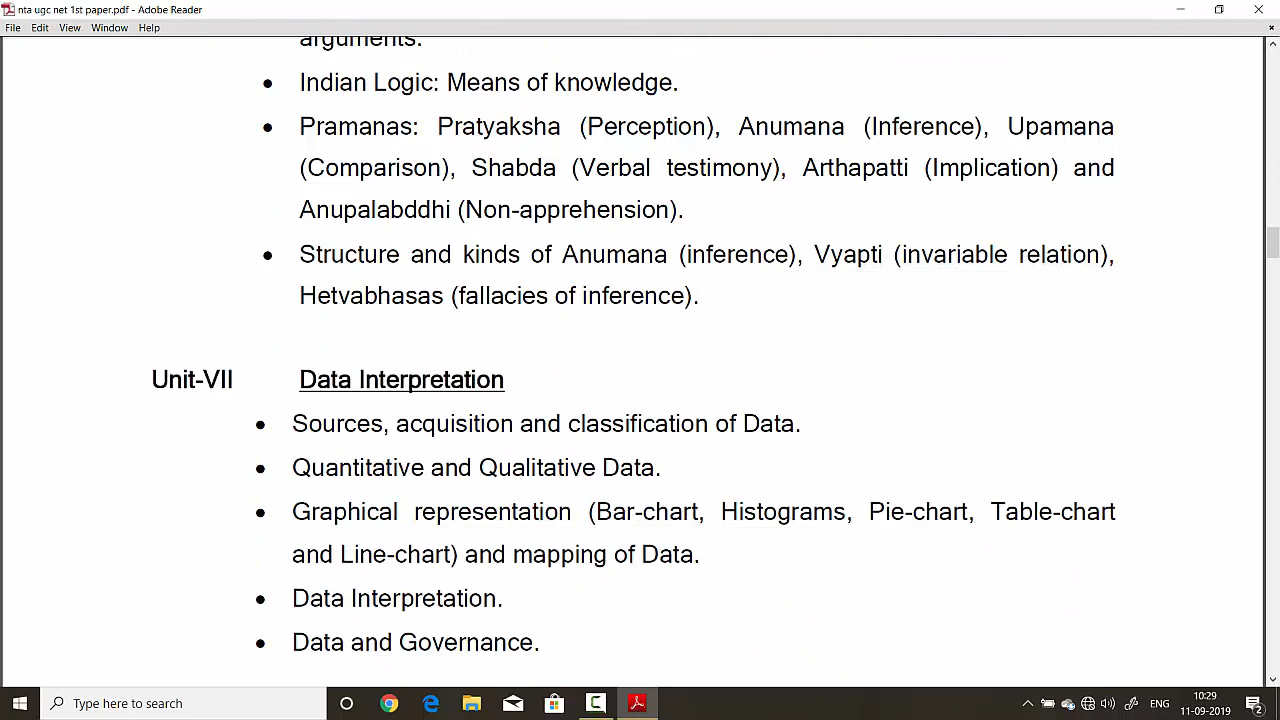 nta ugc net 1st paper.pdf - Adobe Reader
File Edit View Window Help
arguments.
• Indian Logic: Means of knowledge.
• Pramanas: Pratyaksha (Perception), Anumana (Inference), Upamana
(Comparison), Shabda (Verbal testimony), Arthapatti (Implication) and
Anupalabddhi (Non-apprehension).
• Structure and kinds of Anumana (inference), Vyapti (invariable relation),
Hetvabhasas (fallacies of inference).
Unit-VII Data Interpretation
• Sources, acquisition and classification of Data.
• Quantitative and Qualitative Data.
• Graphical representation (Bar-chart, Histograms, Pie-chart, Table-chart
and Line-chart) and mapping of Data.
• Data Interpretation.
• Data and Governance.
Type here to search
ENG
10:29
11-09-2019
2